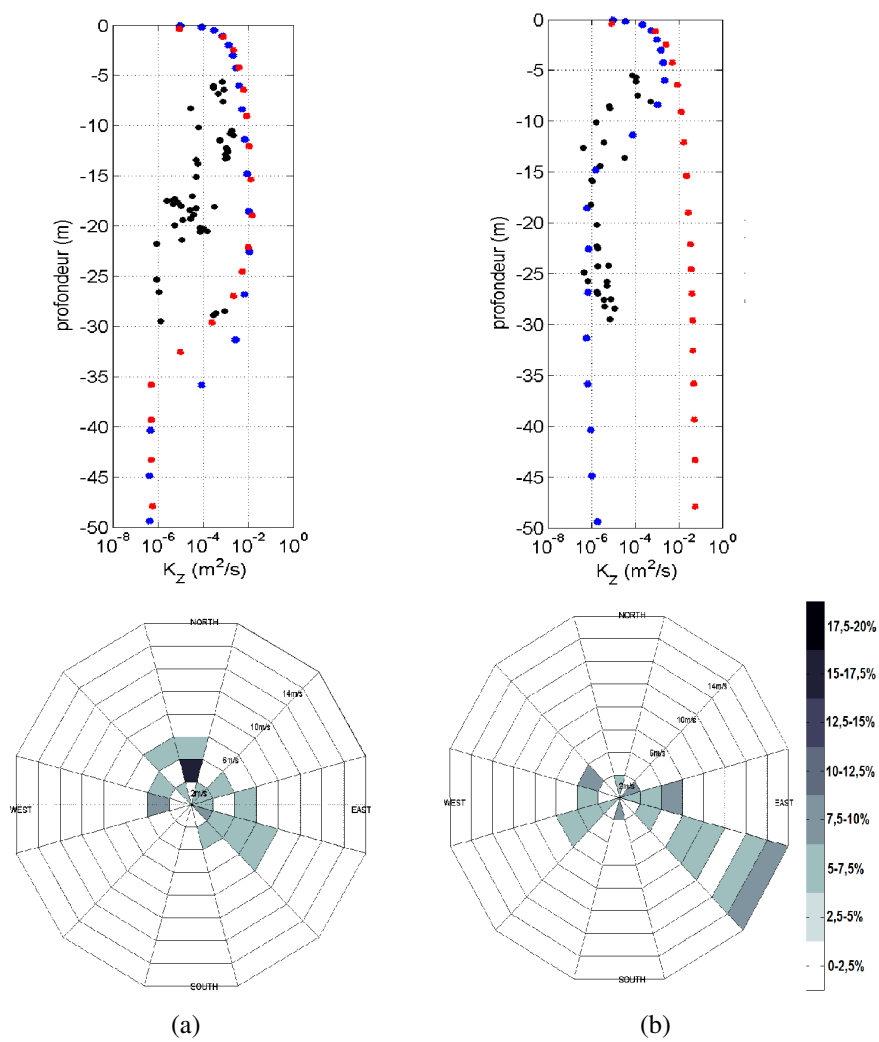 0
-5
-10
-15
-20
-25
-30
-35
-40
-45
-50
profondeur (m)
10^-8 10^-6 10^-4 10^-2 10^0
K_Z (m^2/s)
0
-5
-10
-15
-20
-25
-30
-35
-40
-45
-50
profondeur (m)
10^-8 10^-6 10^-4 10^-2 10^0
K_Z (m^2/s)
NORTH
14m/s
10m/s
6m/s
2m/s
WEST
EAST
SOUTH
NORTH
14m/s
10m/s
6m/s
2m/s
WEST
EAST
SOUTH
17,5-20%
15-17,5%
12,5-15%
10-12,5%
7,5-10%
5-7,5%
2,5-5%
0-2,5%
(a)
(b)